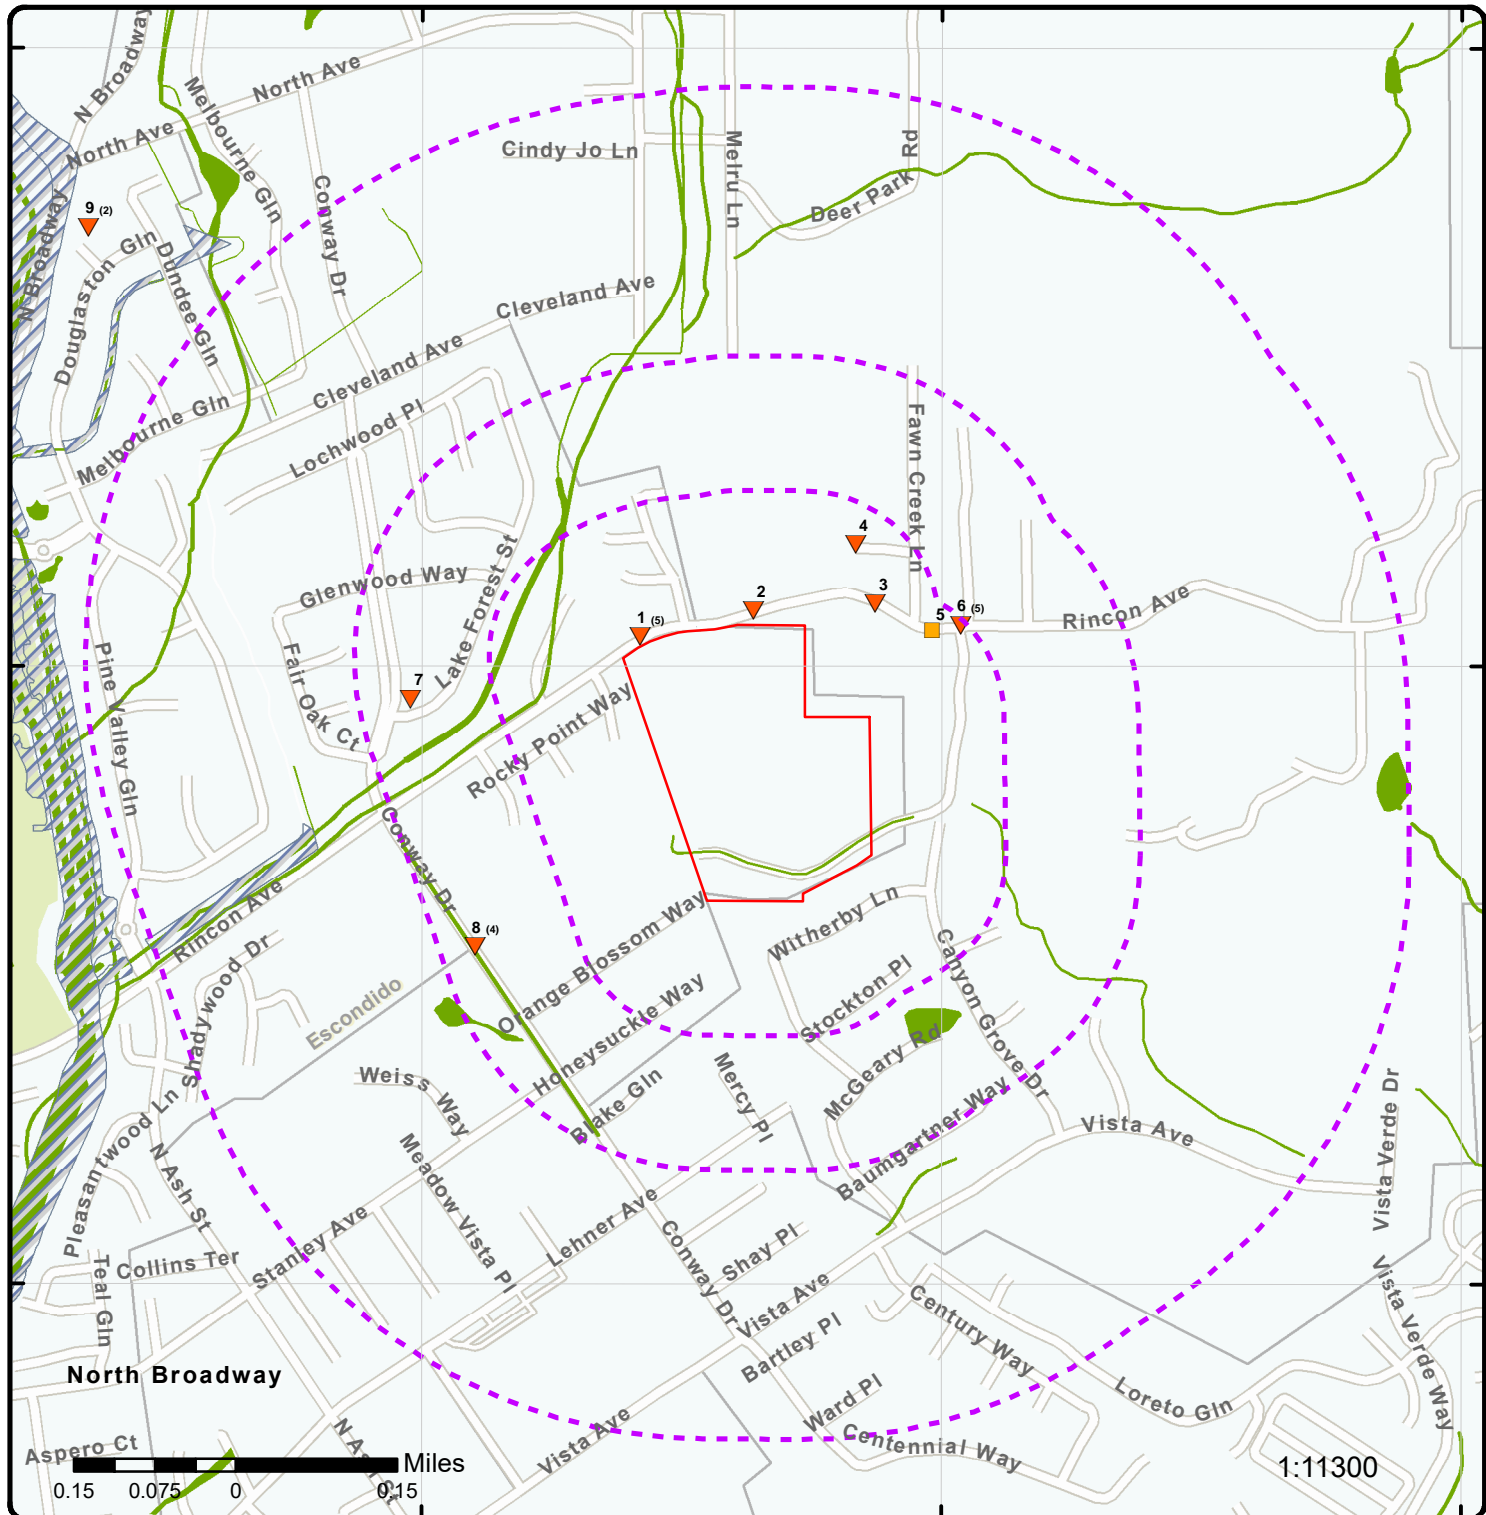 N Broadway
North Ave
North Ave
Melbourne Gln
Cindy Jo Ln
Melru Ln
Rd
Deer Park
Conway Dr
9 (2)
N Broadway
Douglaston Gln
Dundee Gln
Cleveland Ave
Cleveland Ave
Melbourne Gln
Lochwood Pl
Fawn Creek Ln
4
Lake Forest St
Glenwood Way
2
3
1 (5)
5
6 (5)
Rincon Ave
Pine Valley Gln
Fair Oak Ct
7
Rocky Point Way
Conway Dr
Rincon Ave
8 (4)
Orange Blossom Way
Witherby Ln
Shadywood Dr
Escondido
Stockton Pl
Canyon Grove Dr
Honeysuckle Way
McGeary Rd
Weiss Way
Blake Gln
Mercy Pl
Baumgartner Way
Vista Ave
Vista Verde Dr
Pleasantwood Ln
N Ash St
Meadow Vista Pl
Lehner Ave
Stanley Ave
Collins Ter
Teal Gln
Conway Dr
Shay Pl
Vista Ave
Century Way
Vista Verde Way
Bartley Pl
North Broadway
Loreto Gln
Ward Pl
Vista Ave
Centennial Way
Aspero Ct
N Ash St
Miles
0.15
0.075
0
0.15
1:11300